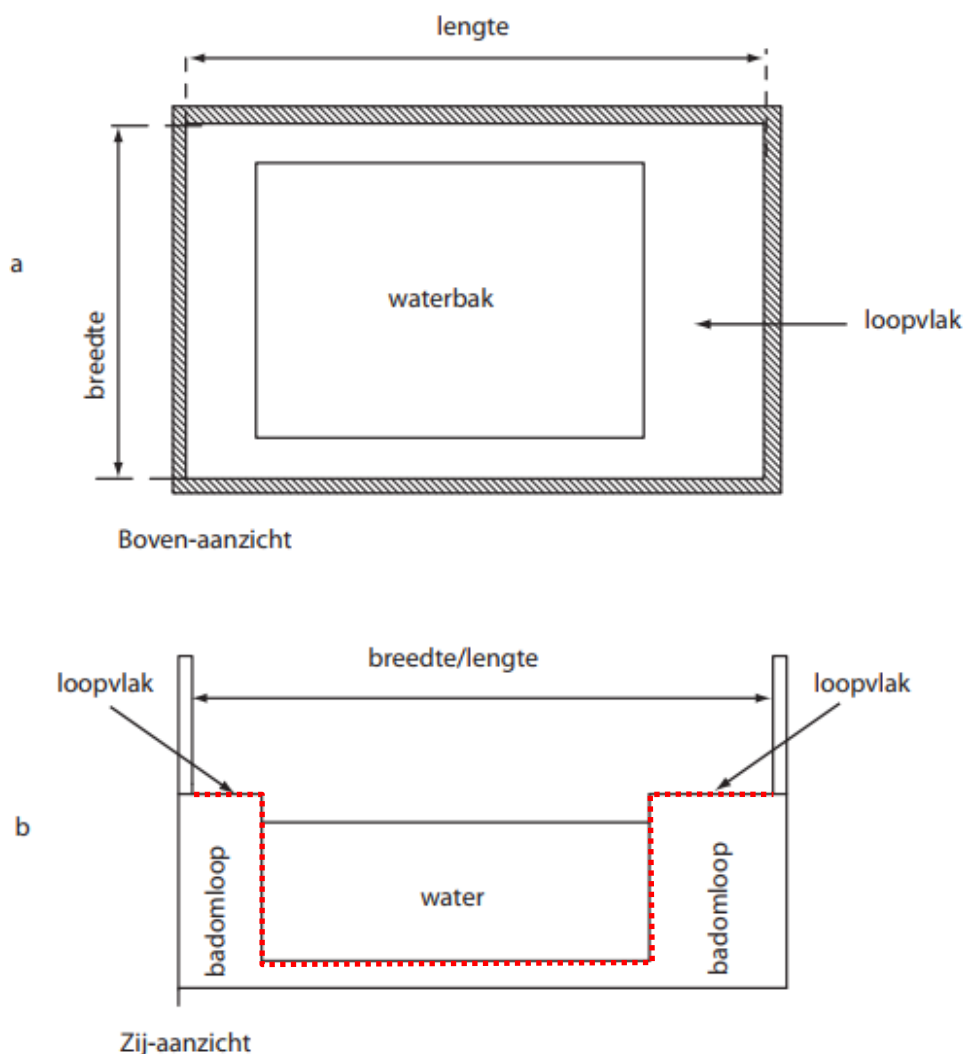 lengte
a
breedte
waterbak
loopvlak
Boven-aanzicht
breedte/lengte
loopvlak
loopvlak
b
badomloop
water
badomloop
Zij-aanzicht